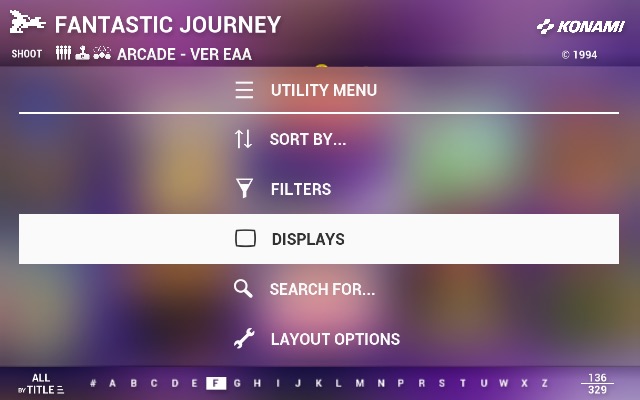 FANTASTIC JOURNEY
KONAMI
SHOOT
ARCADE - VER EAA
© 1994
UTILITY MENU
SORT BY...
FILTERS
DISPLAYS
SEARCH FOR...
LAYOUT OPTIONS
ALL
BY TITLE
# A B C D E F G H I J K L M N P R S T U W X Z
136
329